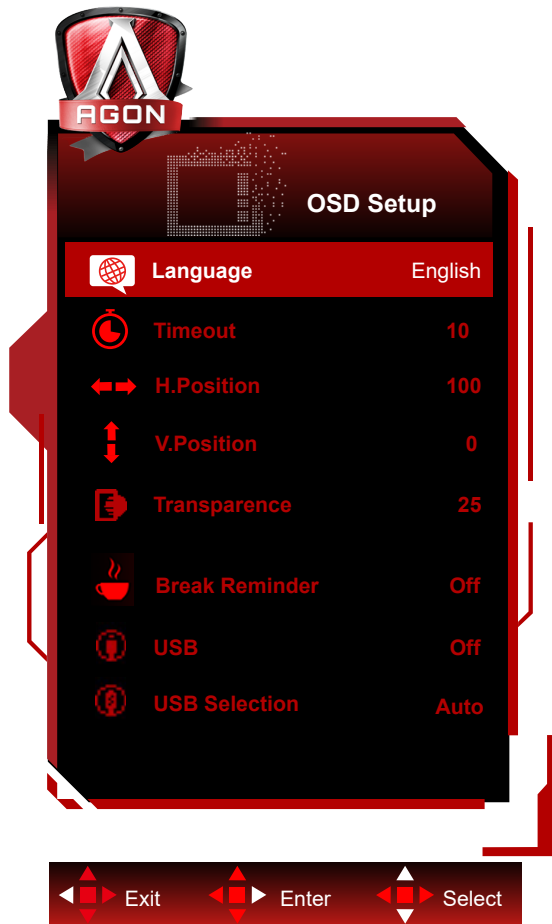 AGON
OSD Setup
Language English
Timeout 10
H.Position 100
V.Position 0
Transparence 25
Break Reminder Off
USB Off
USB Selection Auto
Exit Enter Select